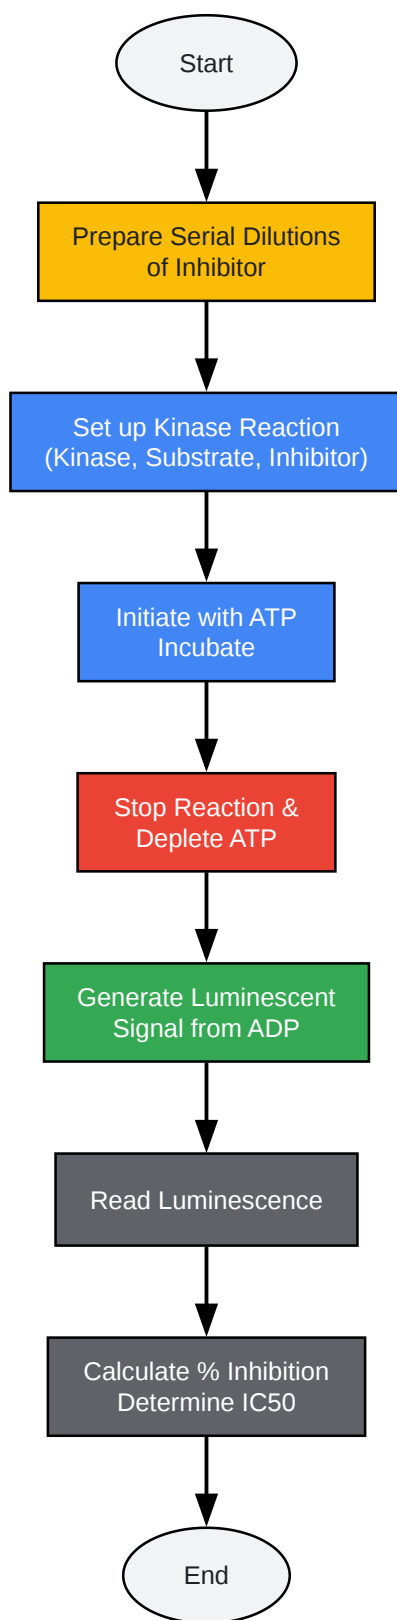 Start
Prepare Serial Dilutions
of Inhibitor
Set up Kinase Reaction
(Kinase, Substrate, Inhibitor)
Initiate with ATP
Incubate
Stop Reaction &
Deplete ATP
Generate Luminescent
Signal from ADP
Read Luminescence
Calculate % Inhibition
Determine IC50
End